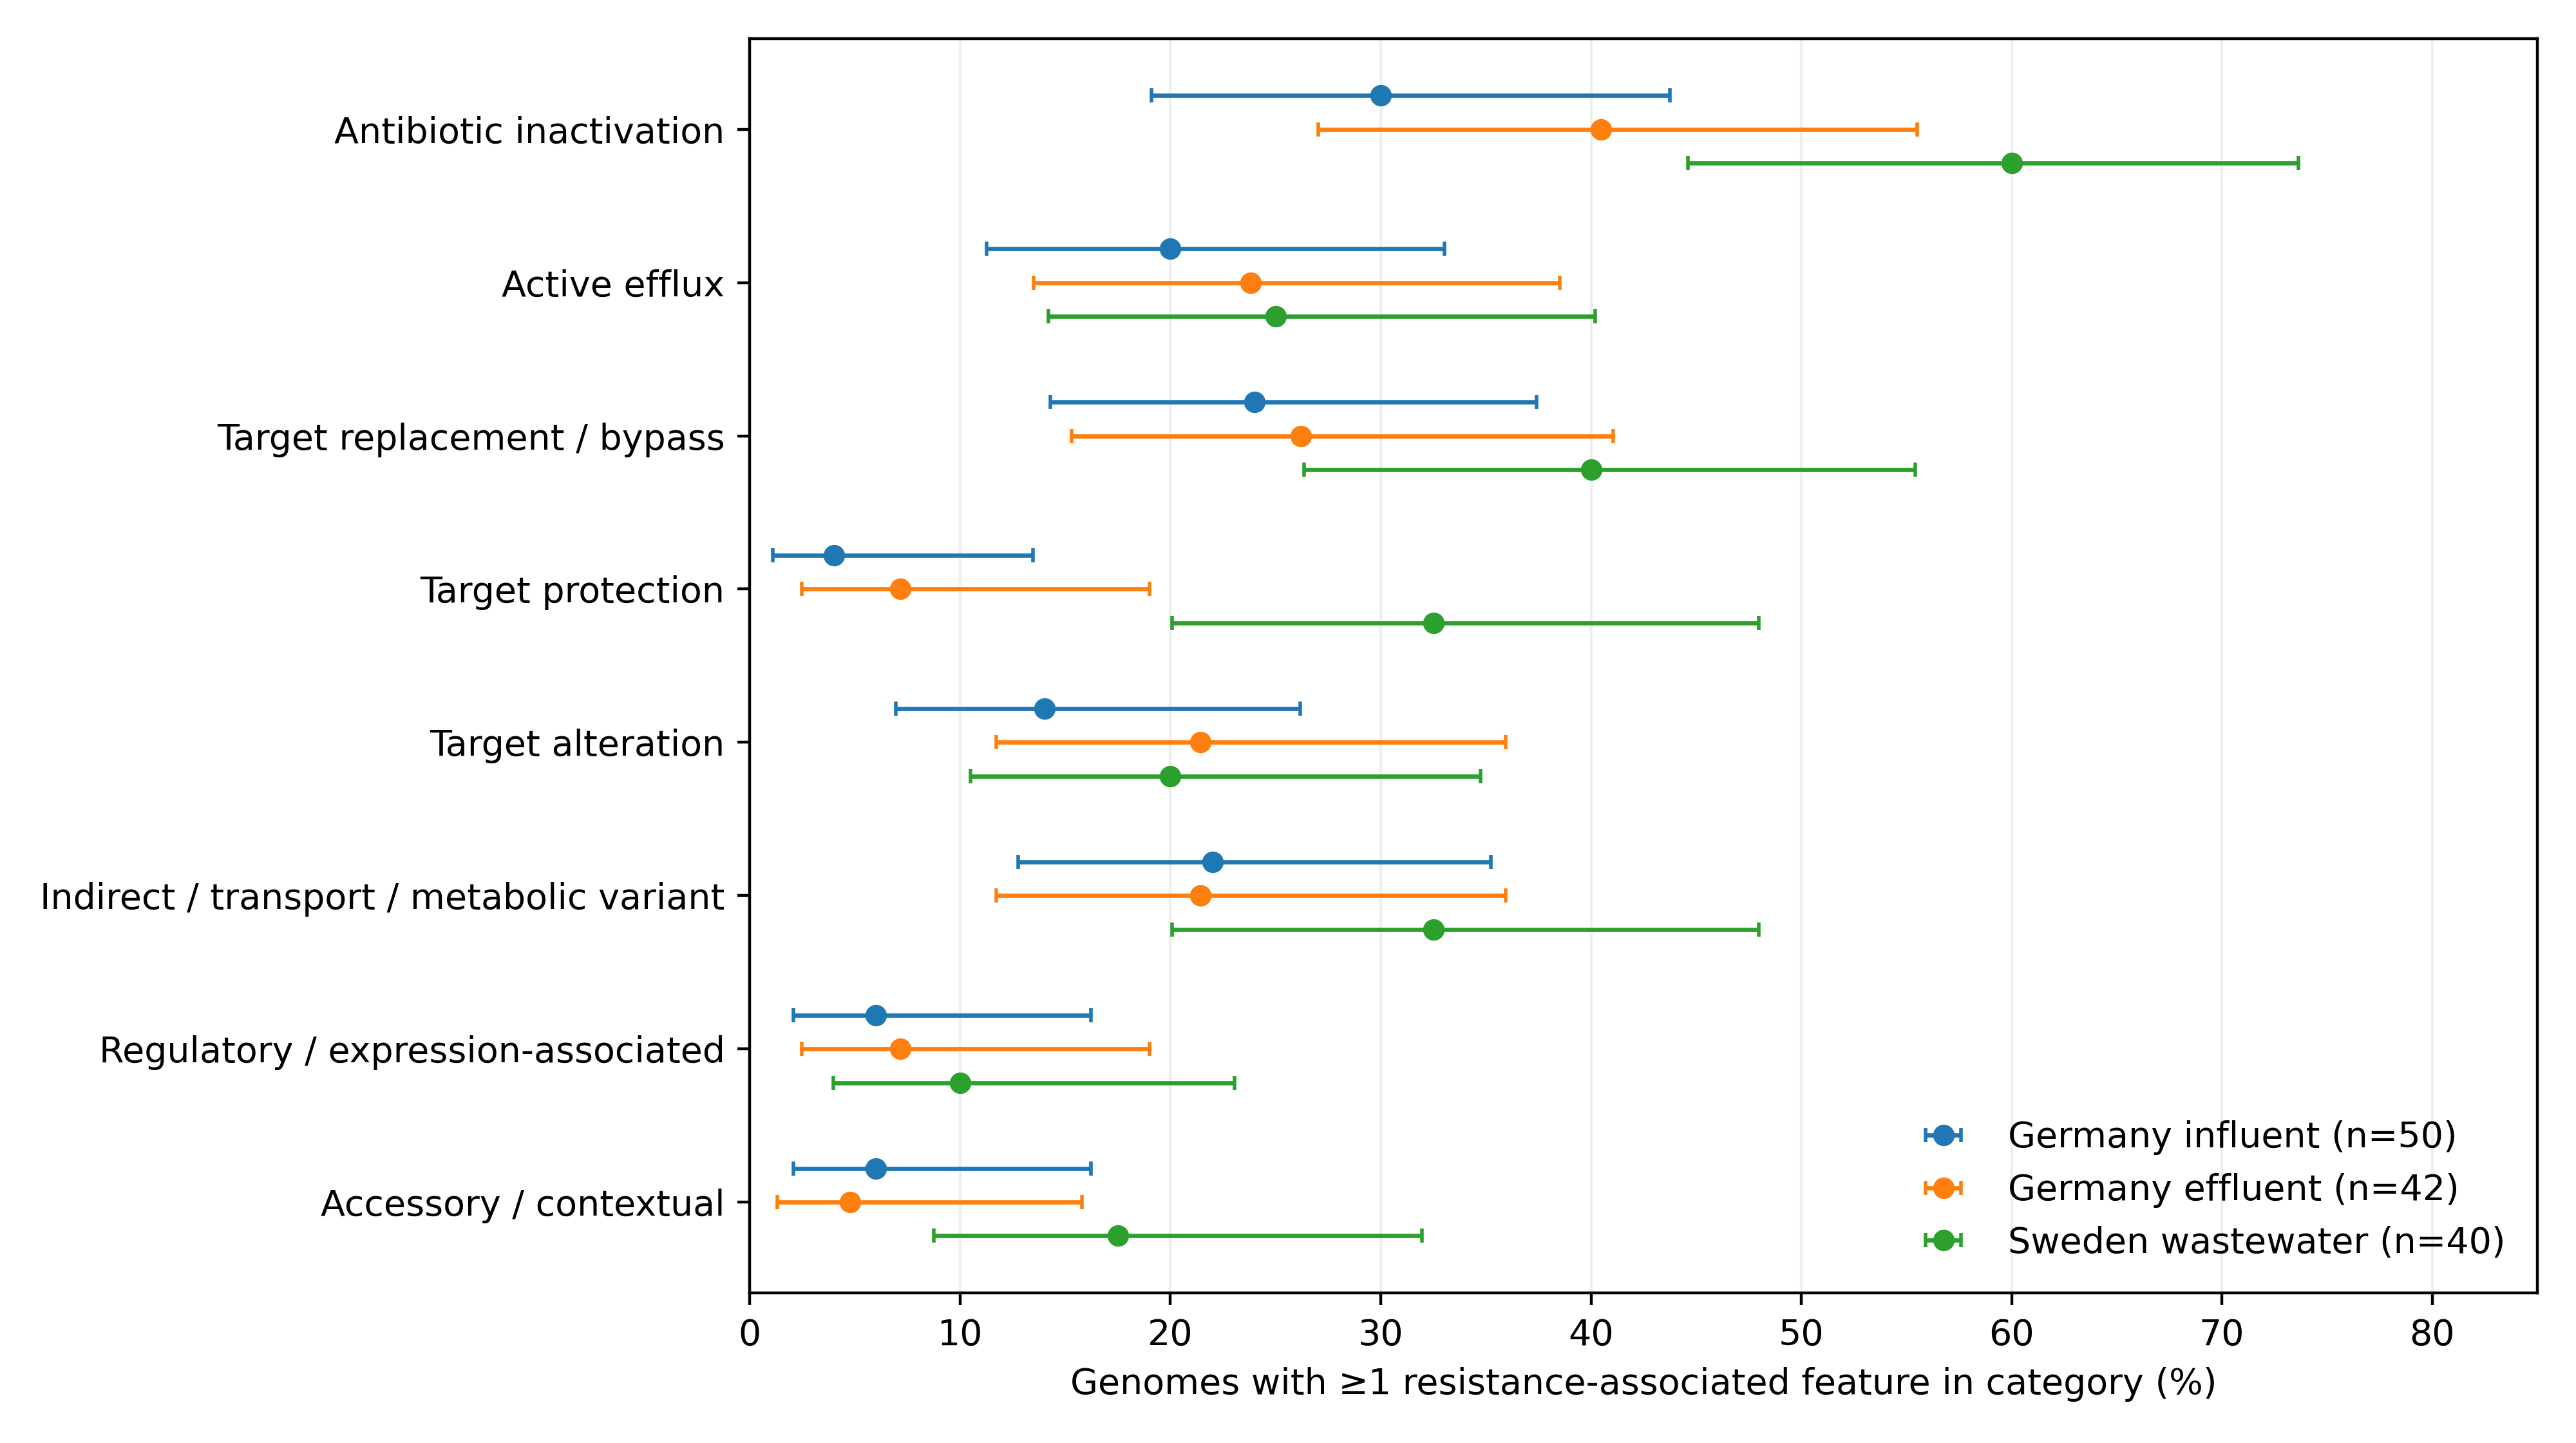 Antibiotic inactivation
Active efflux
Target replacement / bypass
Target protection
Target alteration
Indirect / transport / metabolic variant
Regulatory / expression-associated
Accessory / contextual
Germany influent (n=50)
Germany effluent (n=42)
Sweden wastewater (n=40)
0 10 20 30 40 50 60 70 80
Genomes with ≥1 resistance-associated feature in category (%)